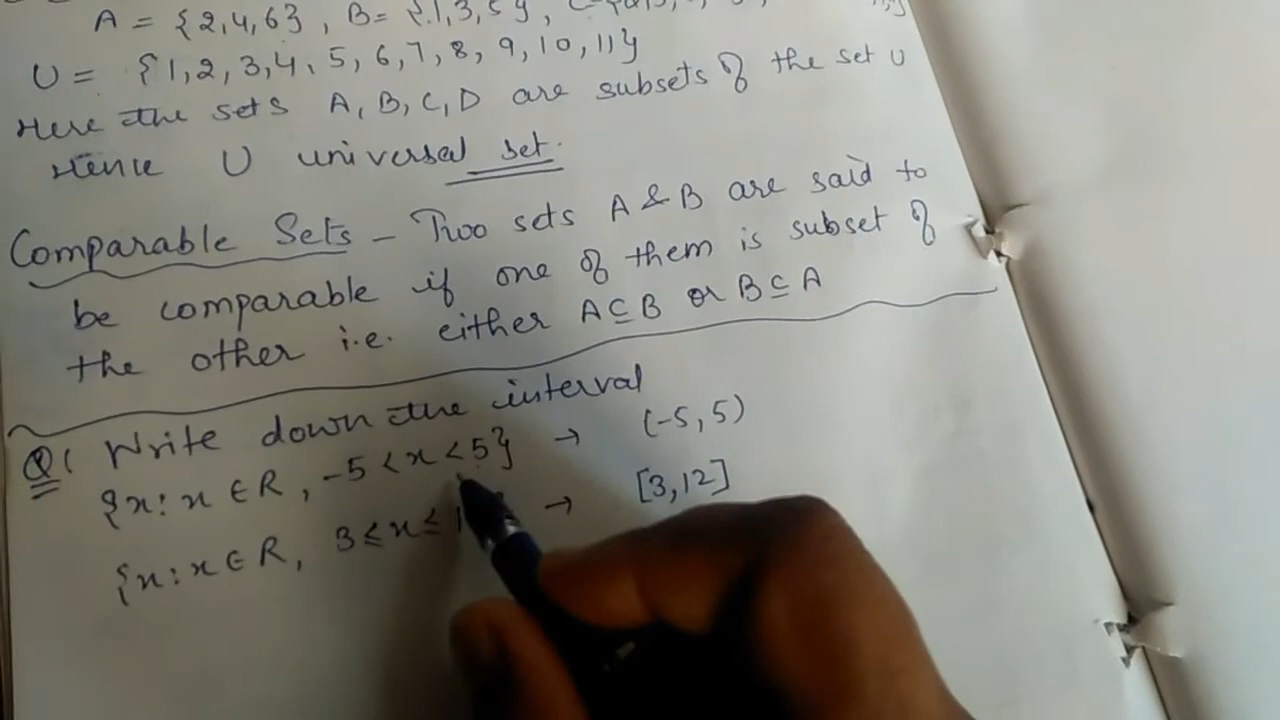 A = {2,4,6}, B= {1,3,5},
U = {1,2,3,4,5,6,7,8,9,10,11}
Here the sets A,B,C,D are subsets of the set U
Hence U universal set.
Comparable Sets - Two sets A & B are said to
be comparable if one of them is subset of
the other i.e. either A⊆B or B⊆A
Q1 Write down the interval
{x: x ∈ R, -5 < x < 5} → (-5, 5)
{x: x ∈ R, 3 ≤ x ≤ → [3,12]